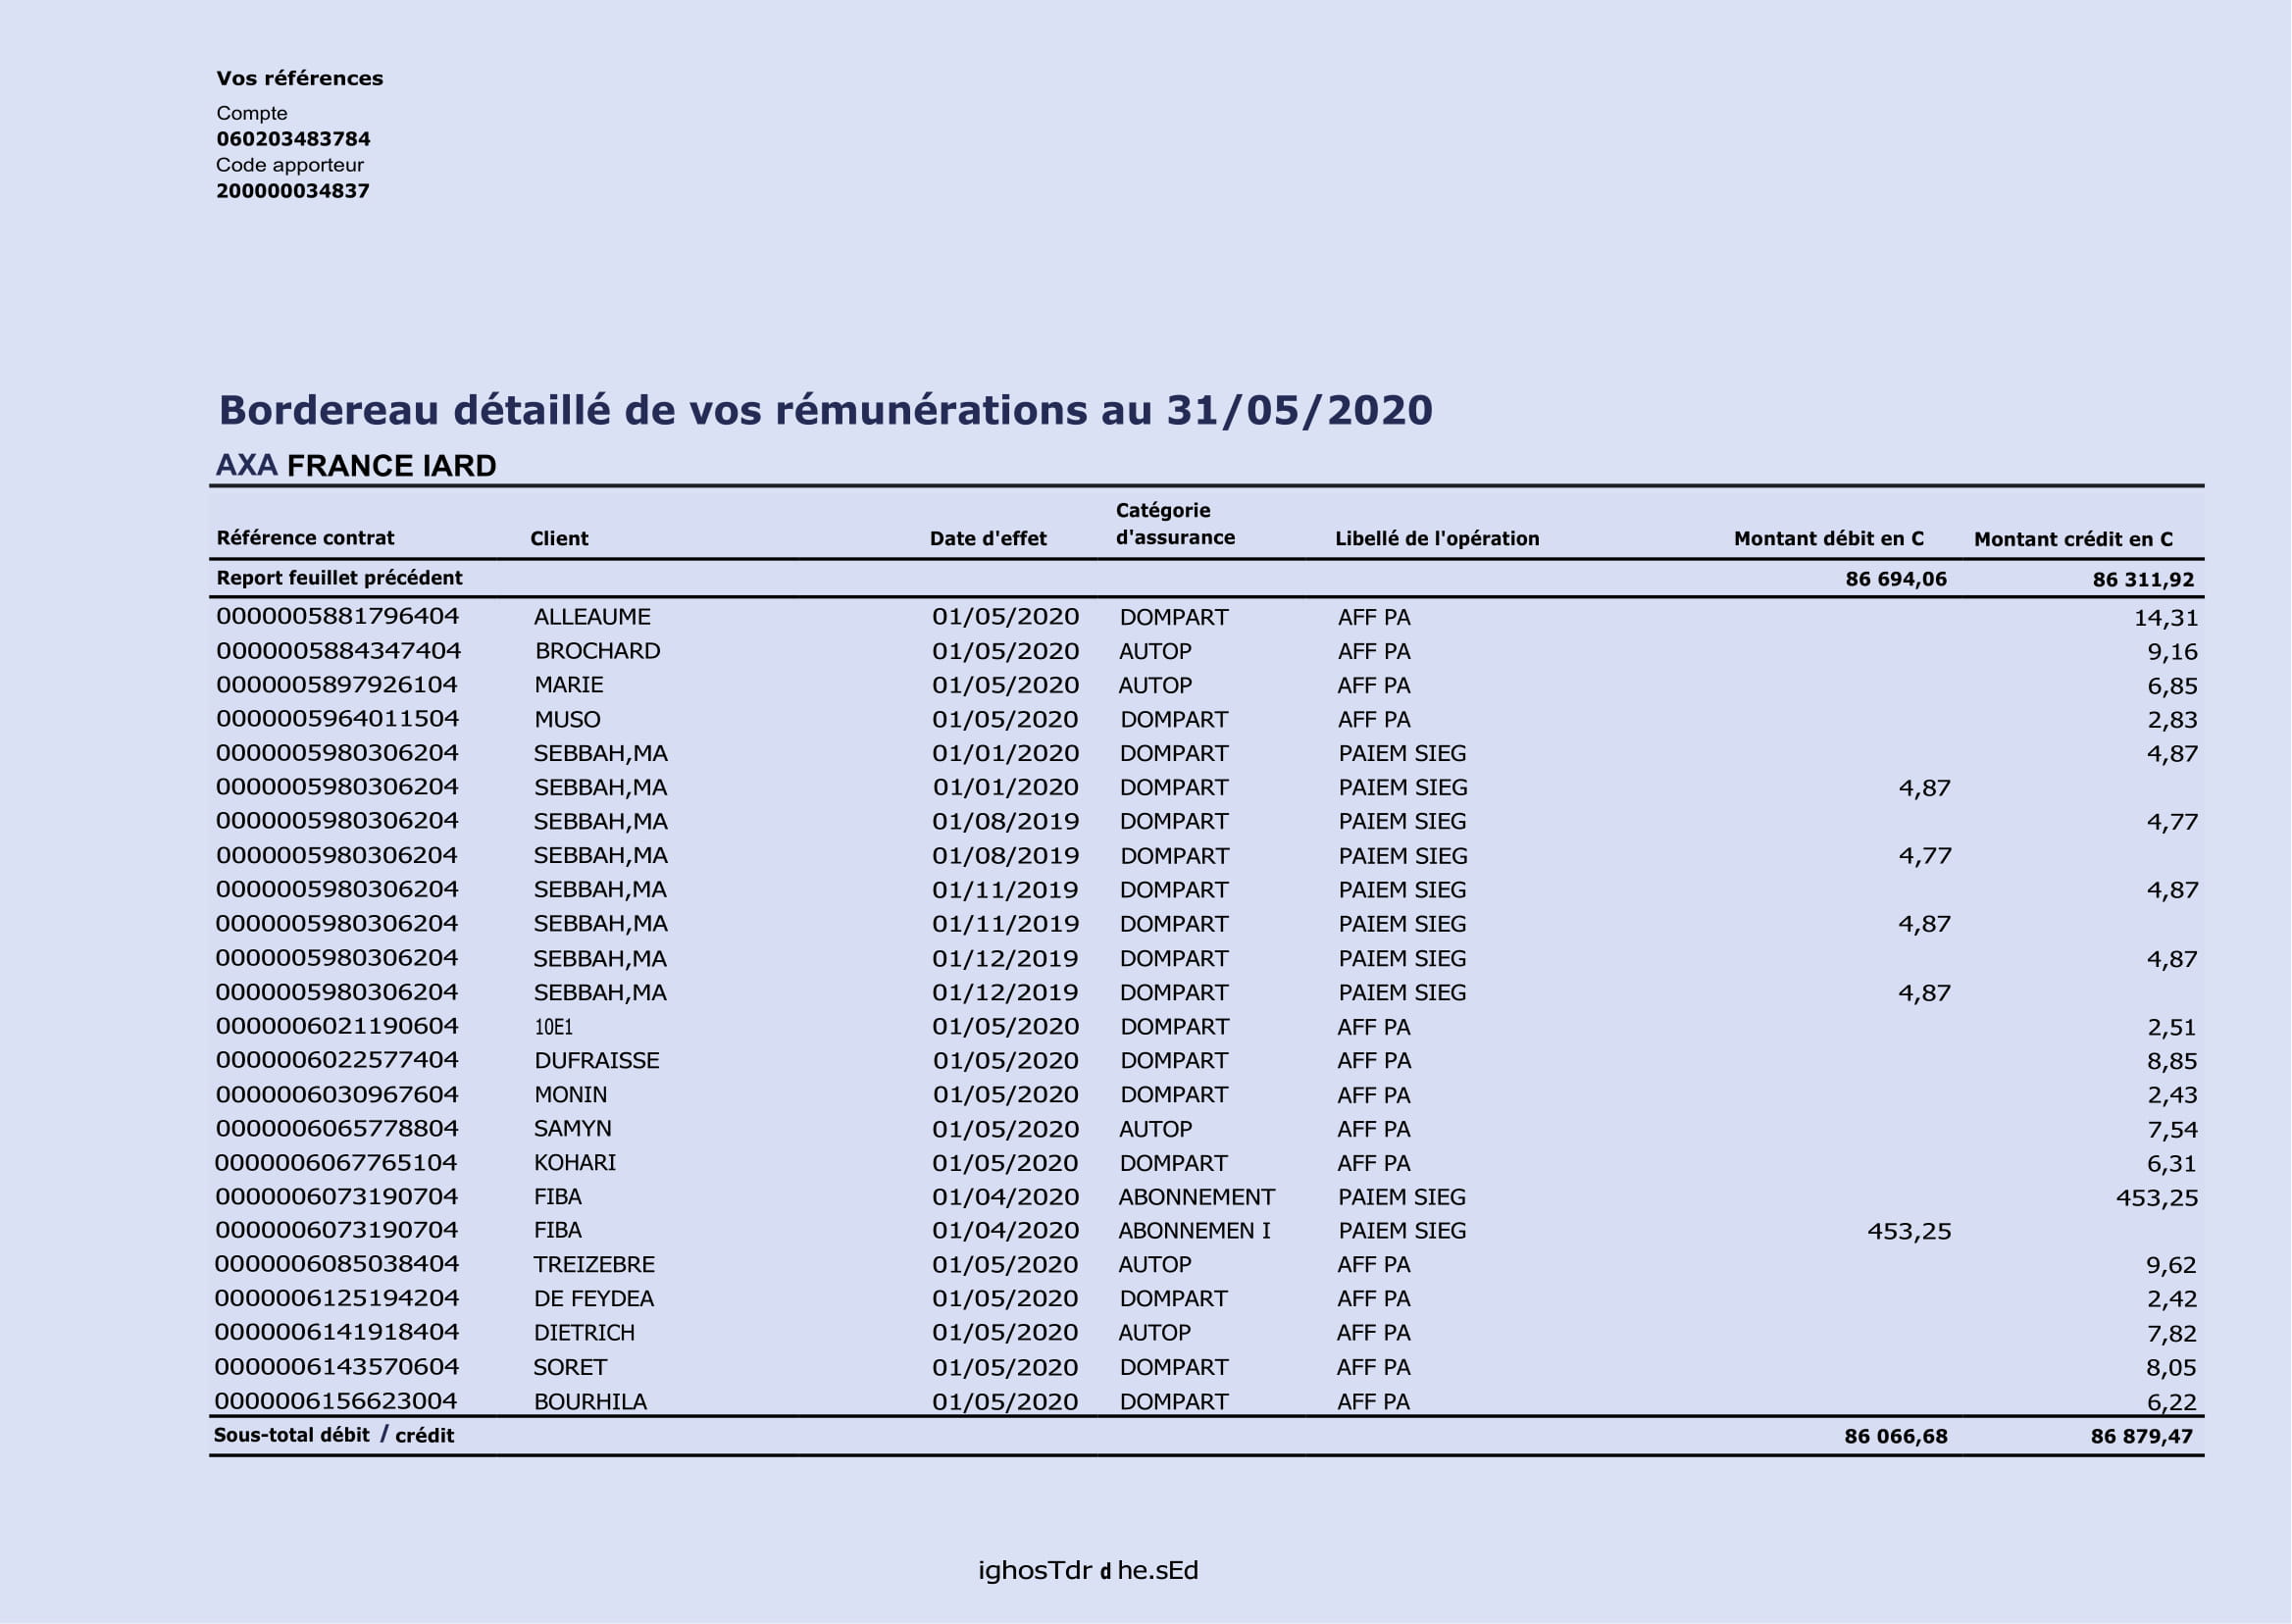 Vos références
Compte
060203483784
Code apporteur
200000034837
Bordereau détaillé de vos rémunérations au 31/05/2020
AXA FRANCE IARD
Référence contrat Client Date d'effet Catégorie d'assurance Libellé de l'opération Montant débit en C Montant crédit en C
Report feuillet précédent 86 694,06 86 311,92
0000005881796404 ALLEAUME 01/05/2020 DOMPART AFF PA 14,31
0000005884347404 BROCHARD 01/05/2020 AUTOP AFF PA 9,16
0000005897926104 MARIE 01/05/2020 AUTOP AFF PA 6,85
0000005964011504 MUSO 01/05/2020 DOMPART AFF PA 2,83
0000005980306204 SEBBAH,MA 01/01/2020 DOMPART PAIEM SIEG 4,87
0000005980306204 SEBBAH,MA 01/01/2020 DOMPART PAIEM SIEG 4,87
0000005980306204 SEBBAH,MA 01/08/2019 DOMPART PAIEM SIEG 4,77
0000005980306204 SEBBAH,MA 01/08/2019 DOMPART PAIEM SIEG 4,77
0000005980306204 SEBBAH,MA 01/11/2019 DOMPART PAIEM SIEG 4,87
0000005980306204 SEBBAH,MA 01/11/2019 DOMPART PAIEM SIEG 4,87
0000005980306204 SEBBAH,MA 01/12/2019 DOMPART PAIEM SIEG 4,87
0000005980306204 SEBBAH,MA 01/12/2019 DOMPART PAIEM SIEG 4,87
0000006021190604 10E1 01/05/2020 DOMPART AFF PA 2,51
0000006022577404 DUFRAISSE 01/05/2020 DOMPART AFF PA 8,85
0000006030967604 MONIN 01/05/2020 DOMPART AFF PA 2,43
0000006065778804 SAMYN 01/05/2020 AUTOP AFF PA 7,54
0000006067765104 KOHARI 01/05/2020 DOMPART AFF PA 6,31
0000006073190704 FIBA 01/04/2020 ABONNEMENT PAIEM SIEG 453,25
0000006073190704 FIBA 01/04/2020 ABONNEMEN I PAIEM SIEG 453,25
0000006085038404 TREIZEBRE 01/05/2020 AUTOP AFF PA 9,62
0000006125194204 DE FEYDEA 01/05/2020 DOMPART AFF PA 2,42
0000006141918404 DIETRICH 01/05/2020 AUTOP AFF PA 7,82
0000006143570604 SORET 01/05/2020 DOMPART AFF PA 8,05
0000006156623004 BOURHILA 01/05/2020 DOMPART AFF PA 6,22
Sous-total débit / crédit 86 066,68 86 879,47
ighosTdr d he.sEd